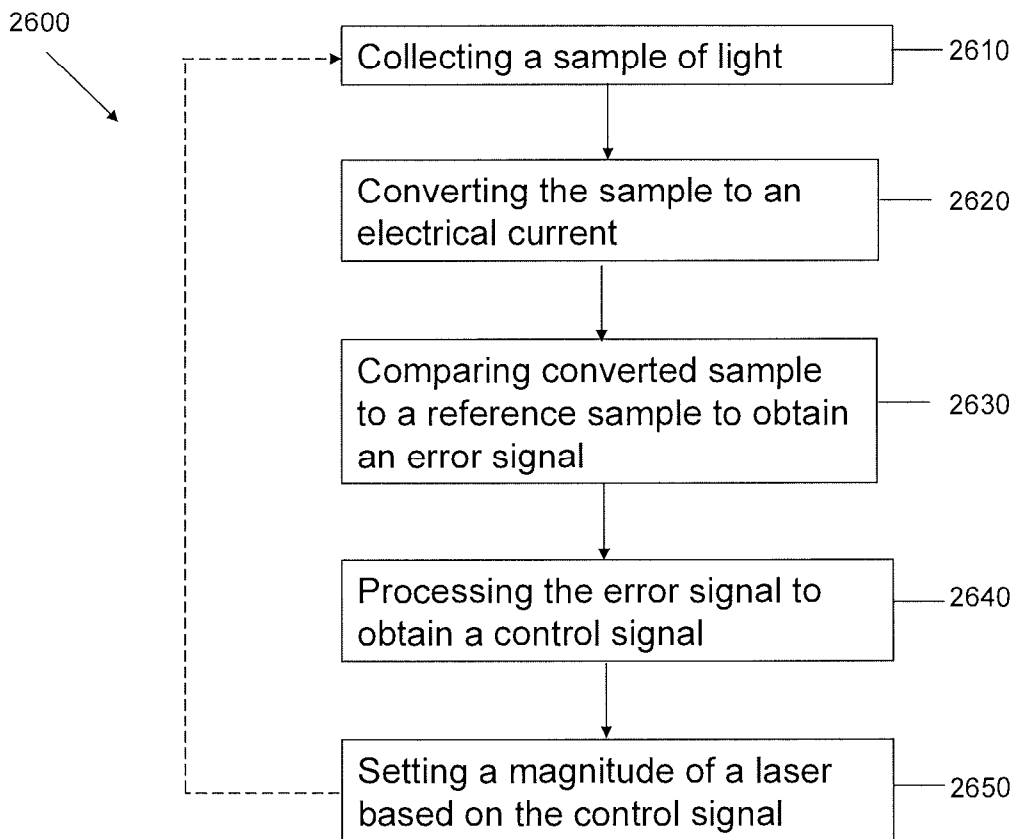 2600
Collecting a sample of light
2610
Converting the sample to an
electrical current
2620
Comparing converted sample
to a reference sample to obtain
an error signal
2630
Processing the error signal to
obtain a control signal
2640
Setting a magnitude of a laser
based on the control signal
2650